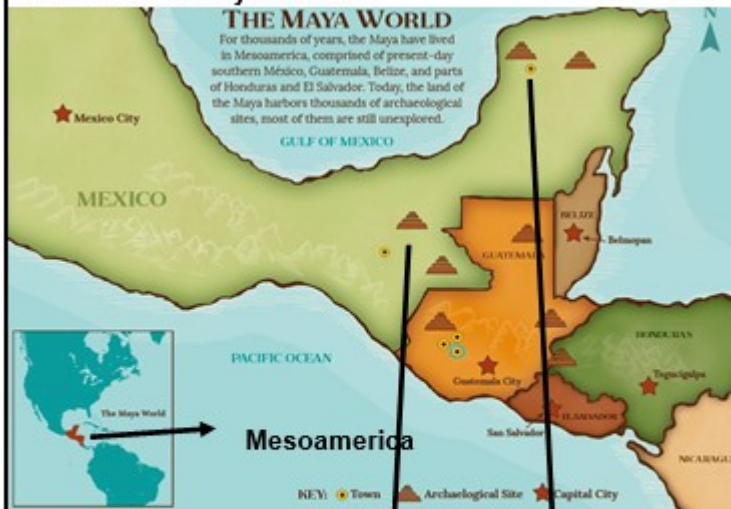 THE MAYA WORLD
For thousands of years, the Maya have lived
in Mesoamerica, comprised of present-day
southern México, Guatemala, Belize, and parts
of Honduras and El Salvador. Today, the land of
the Maya harbors thousands of archaeological
sites, most of them are still unexplored.
N
Mexico City
GULF OF MEXICO
MEXICO
BELIZE
Belmopan
GUATEMALA
HONDURAS
PACIFIC OCEAN
Guatemala City
Tegucigalpa
The Maya World
EL SALVADOR
San Salvador
Mesoamerica
NICARAGU
KEY: Town Archaelogical Site Capital City